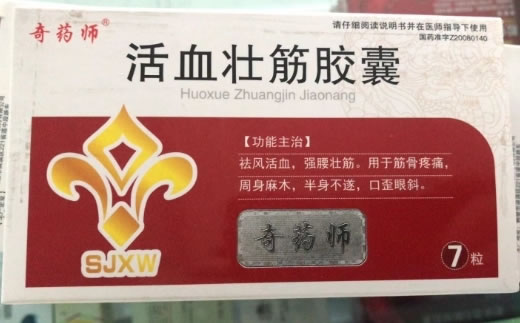 奇药师®
请仔细阅读说明书并在医师指导下使用
国药准字Z20080140
活血壮筋胶囊
Huoxue Zhuangjin Jiaonang
【功能主治】
祛风活血，强腰壮筋。用于筋骨疼痛，
周身麻木，半身不遂，口歪眼斜。
奇药师
SJXW
7粒